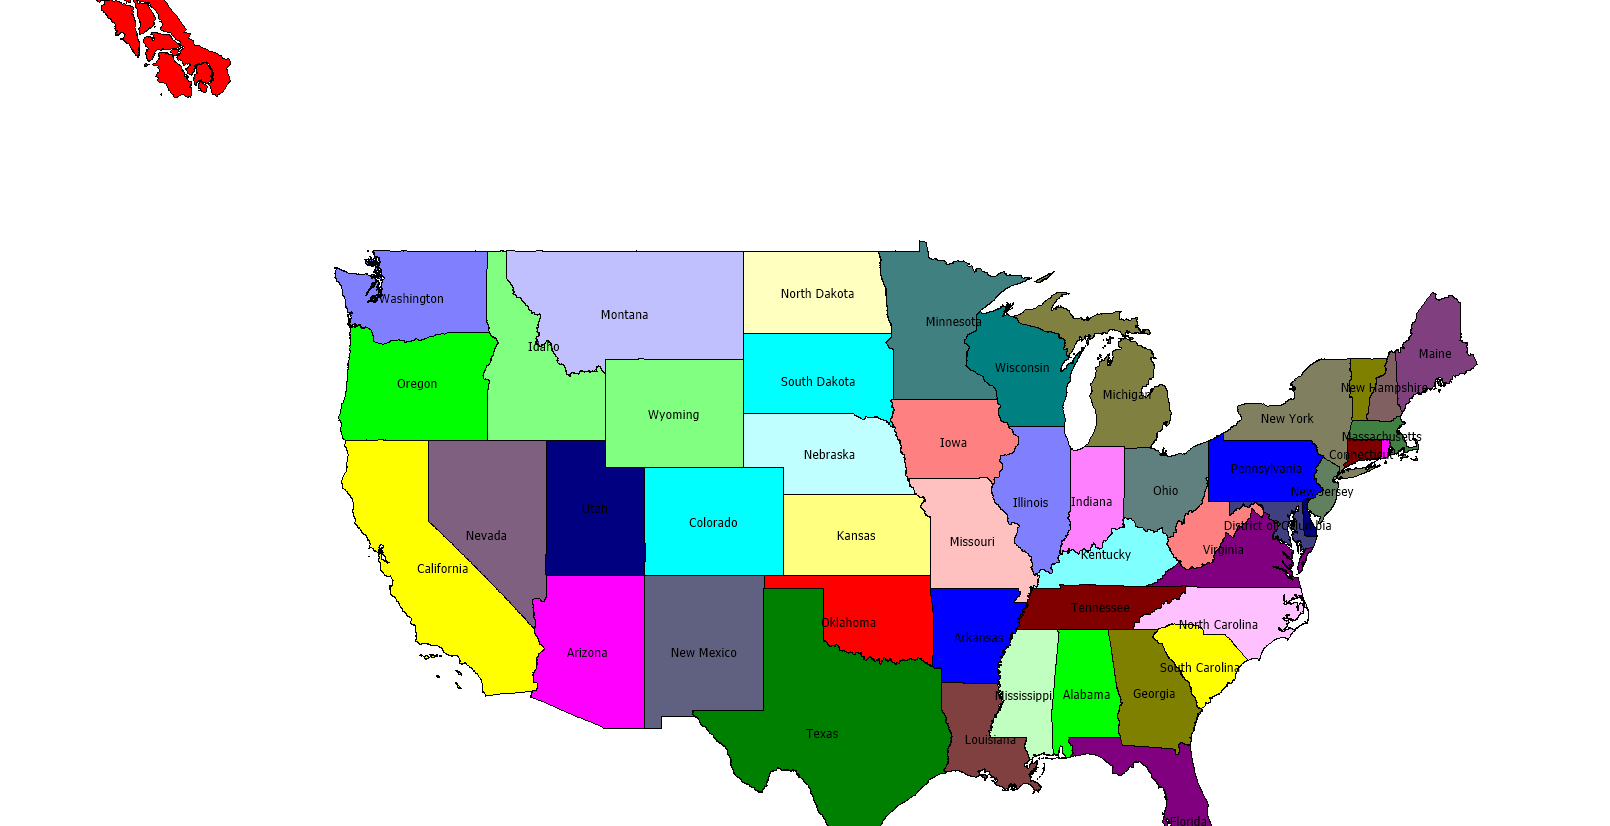 North Dakota
Washington
Montana
Minnesota
Idaho
Maine
Wisconsin
South Dakota
Oregon
New Hampshire
Michigan
Wyoming
New York
Massachusetts
Iowa
Nebraska
Connecticut
Pennsylvania
Ohio
New Jersey
Illinois
Indiana
Utah
Colorado
District of Columbia
Nevada
Kansas
Missouri
Virginia
Kentucky
California
Tennessee
Oklahoma
North Carolina
Arkansas
Arizona
New Mexico
South Carolina
Mississippi
Alabama
Georgia
Texas
Louisiana
Florida